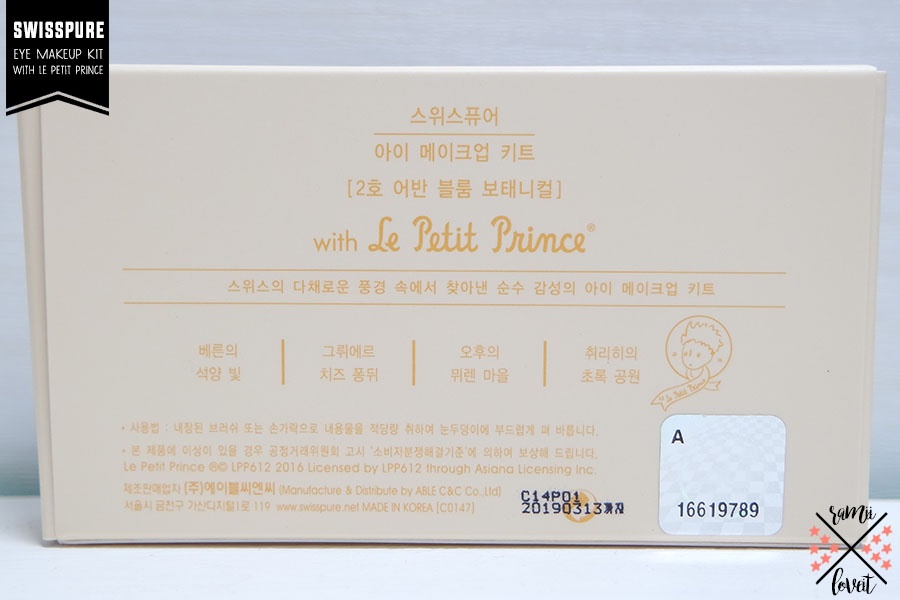 SWISSPURE
EYE MAKEUP KIT
WITH LE PETIT PRINCE
스위스퓨어
아이 메이크업 키트
[2호 어반 블룸 보태니컬]
with Le Petit Prince®
스위스의 다채로운 풍경 속에서 찾아낸 순수 감성의 아이 메이크업 키트
베른의 석양 빛
그뤼에르 치즈 퐁뒤
오후의 뮈렌 마을
취리히의 초록 공원
Le Petit Prince
• 사용법 : 내장된 브러쉬 또는 손가락으로 내용물을 적당량 취하여 눈두덩이에 부드럽게 펴 바릅니다.
• 본 제품에 이상이 있을 경우 공정거래위원회 고시 '소비자분쟁해결기준'에 의하여 보상해 드립니다.
Le Petit Prince ®© LPP612 2016 Licensed by LPP612 through Asiana Licensing Inc.
제조판매업자 (주)에이블씨엔씨 (Manufacture & Distribute by ABLE C&C Co.,Ltd)
서울시 금천구 가산디지털1로 119 www.swisspure.net MADE IN KOREA [C0147]
C14P01
20190313까지
A
16619789
ramii
loveit